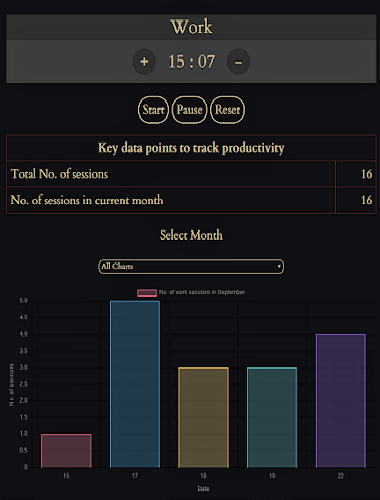 Work
+ 15 : 07 −
Start Pause Reset
Key data points to track productivity
Total No. of sessions 16
No. of sessions in current month 16
Select Month
All Charts
No. of work sessions in September
5.0
4.5
4.0
3.5
3.0
2.5
2.0
1.5
1.0
0.5
0
No. of sessions
15 17 18 19 22
Date